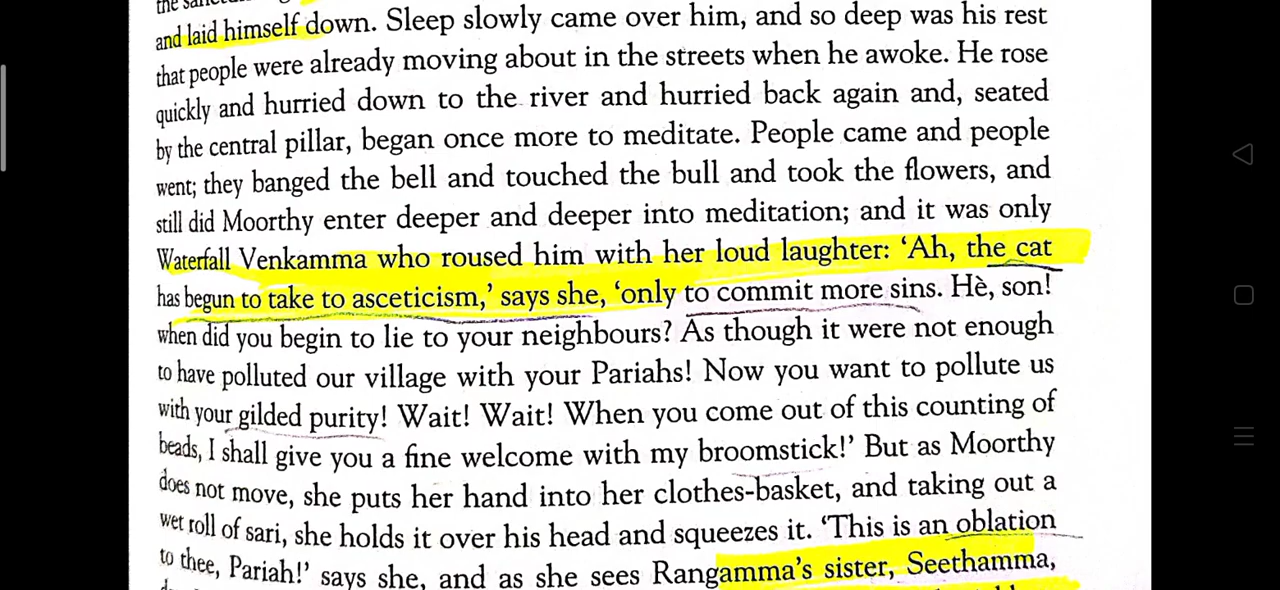 the
and laid himself down. Sleep slowly came over him, and so deep was his rest
that people were already moving about in the streets when he awoke. He rose
quickly and hurried down to the river and hurried back again and, seated
by the central pillar, began once more to meditate. People came and people
went; they banged the bell and touched the bull and took the flowers, and
still did Moorthy enter deeper and deeper into meditation; and it was only
Waterfall Venkamma who roused him with her loud laughter: ‘Ah, the cat
has begun to take to asceticism,’ says she, ‘only to commit more sins. Hè, son!
when did you begin to lie to your neighbours? As though it were not enough
to have polluted our village with your Pariahs! Now you want to pollute us
with your gilded purity! Wait! Wait! When you come out of this counting of
beads, I shall give you a fine welcome with my broomstick!’ But as Moorthy
does not move, she puts her hand into her clothes-basket, and taking out a
wet roll of sari, she holds it over his head and squeezes it. ‘This is an oblation
to thee, Pariah!’ says she, and as she sees Rangamma’s sister, Seethamma,